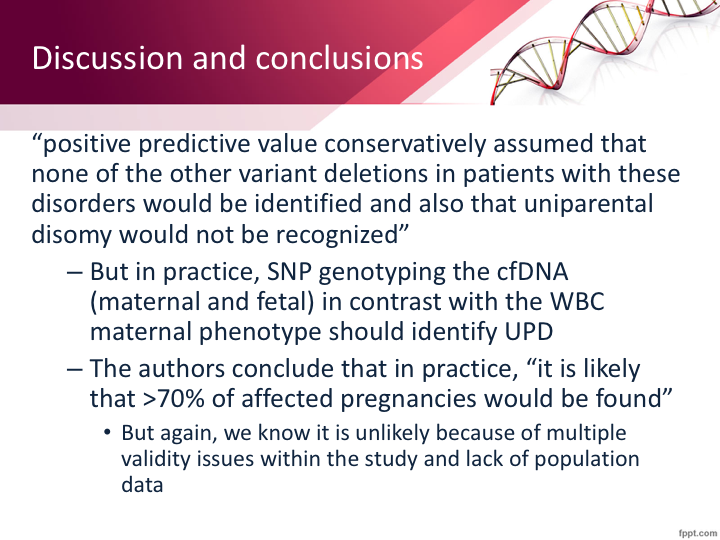 Discussion and conclusions
“positive predictive value conservatively assumed that
none of the other variant deletions in patients with these
disorders would be identified and also that uniparental
disomy would not be recognized”
– But in practice, SNP genotyping the cfDNA
(maternal and fetal) in contrast with the WBC
maternal phenotype should identify UPD
– The authors conclude that in practice, “it is likely
that >70% of affected pregnancies would be found”
• But again, we know it is unlikely because of multiple
validity issues within the study and lack of population
data
fppt.com